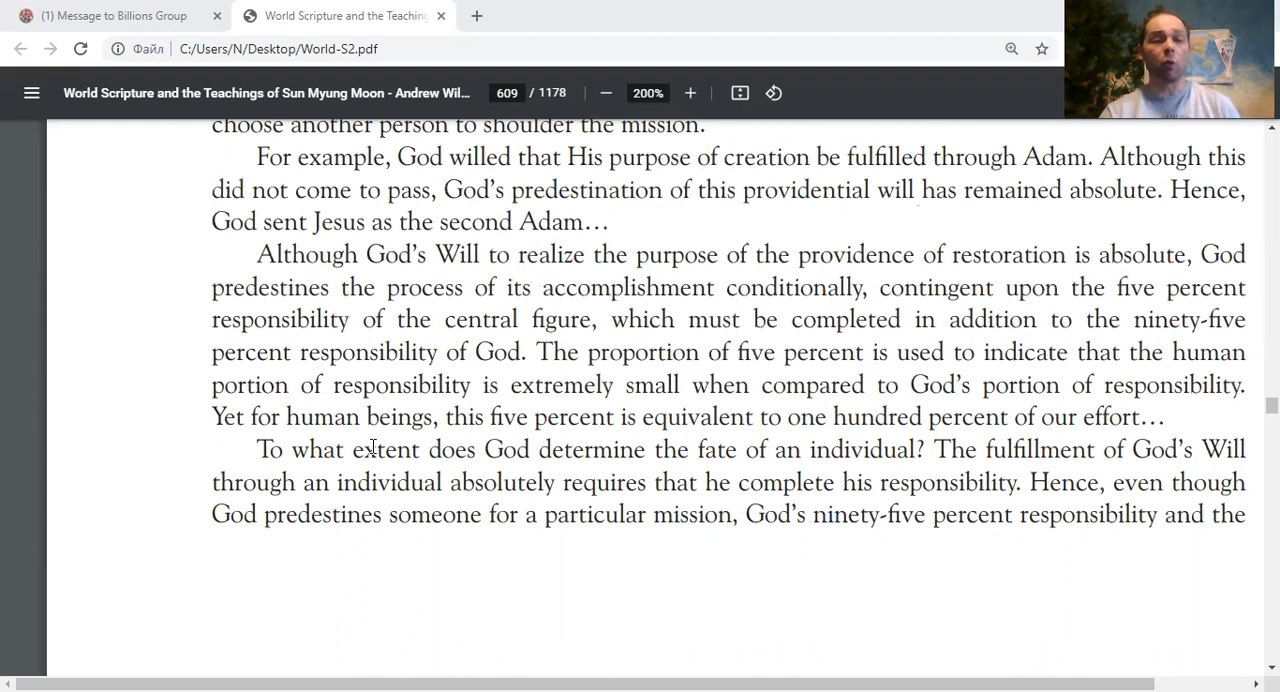 (1) Message to Billions Group
World Scripture and the Teaching
Файл
C:/Users/N/Desktop/World-S2.pdf
World Scripture and the Teachings of Sun Myung Moon - Andrew Wil...
609 / 1178
200%
choose another person to shoulder the mission.
For example, God willed that His purpose of creation be fulfilled through Adam. Although this
did not come to pass, God's predestination of this providential will has remained absolute. Hence,
God sent Jesus as the second Adam…
Although God's Will to realize the purpose of the providence of restoration is absolute, God
predestines the process of its accomplishment conditionally, contingent upon the five percent
responsibility of the central figure, which must be completed in addition to the ninety-five
percent responsibility of God. The proportion of five percent is used to indicate that the human
portion of responsibility is extremely small when compared to God's portion of responsibility.
Yet for human beings, this five percent is equivalent to one hundred percent of our effort…
To what extent does God determine the fate of an individual? The fulfillment of God's Will
through an individual absolutely requires that he complete his responsibility. Hence, even though
God predestines someone for a particular mission, God's ninety-five percent responsibility and the